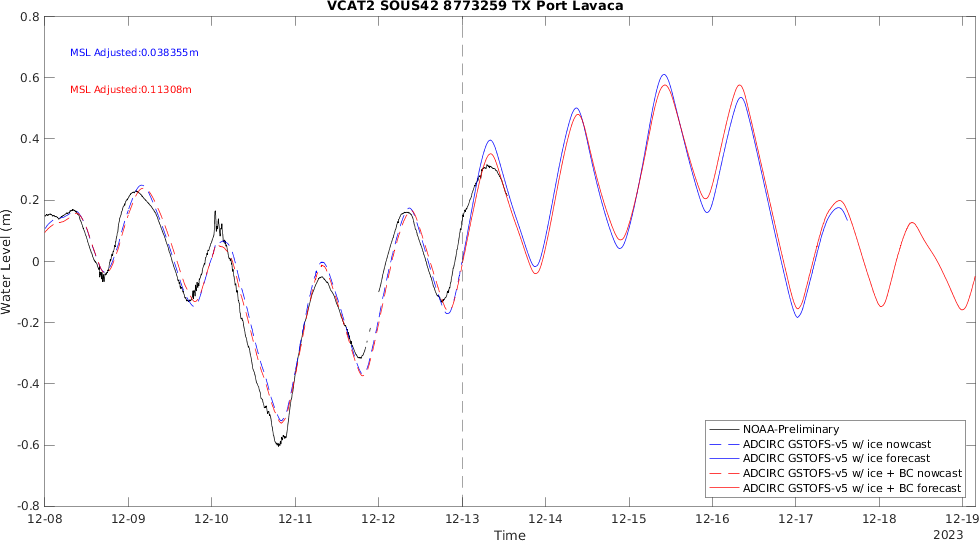 VCAT2 SOUS42 8773259 TX Port Lavaca
0.8
0.6
0.4
0.2
0
-0.2
-0.4
-0.6
-0.8
Water Level (m)
MSL Adjusted:0.038355m
MSL Adjusted:0.11308m
NOAA-Preliminary
ADCIRC GSTOFS-v5 w/ ice nowcast
ADCIRC GSTOFS-v5 w/ ice forecast
ADCIRC GSTOFS-v5 w/ ice + BC nowcast
ADCIRC GSTOFS-v5 w/ ice + BC forecast
12-08 12-09 12-10 12-11 12-12 12-13 12-14 12-15 12-16 12-17 12-18 12-19
Time
2023